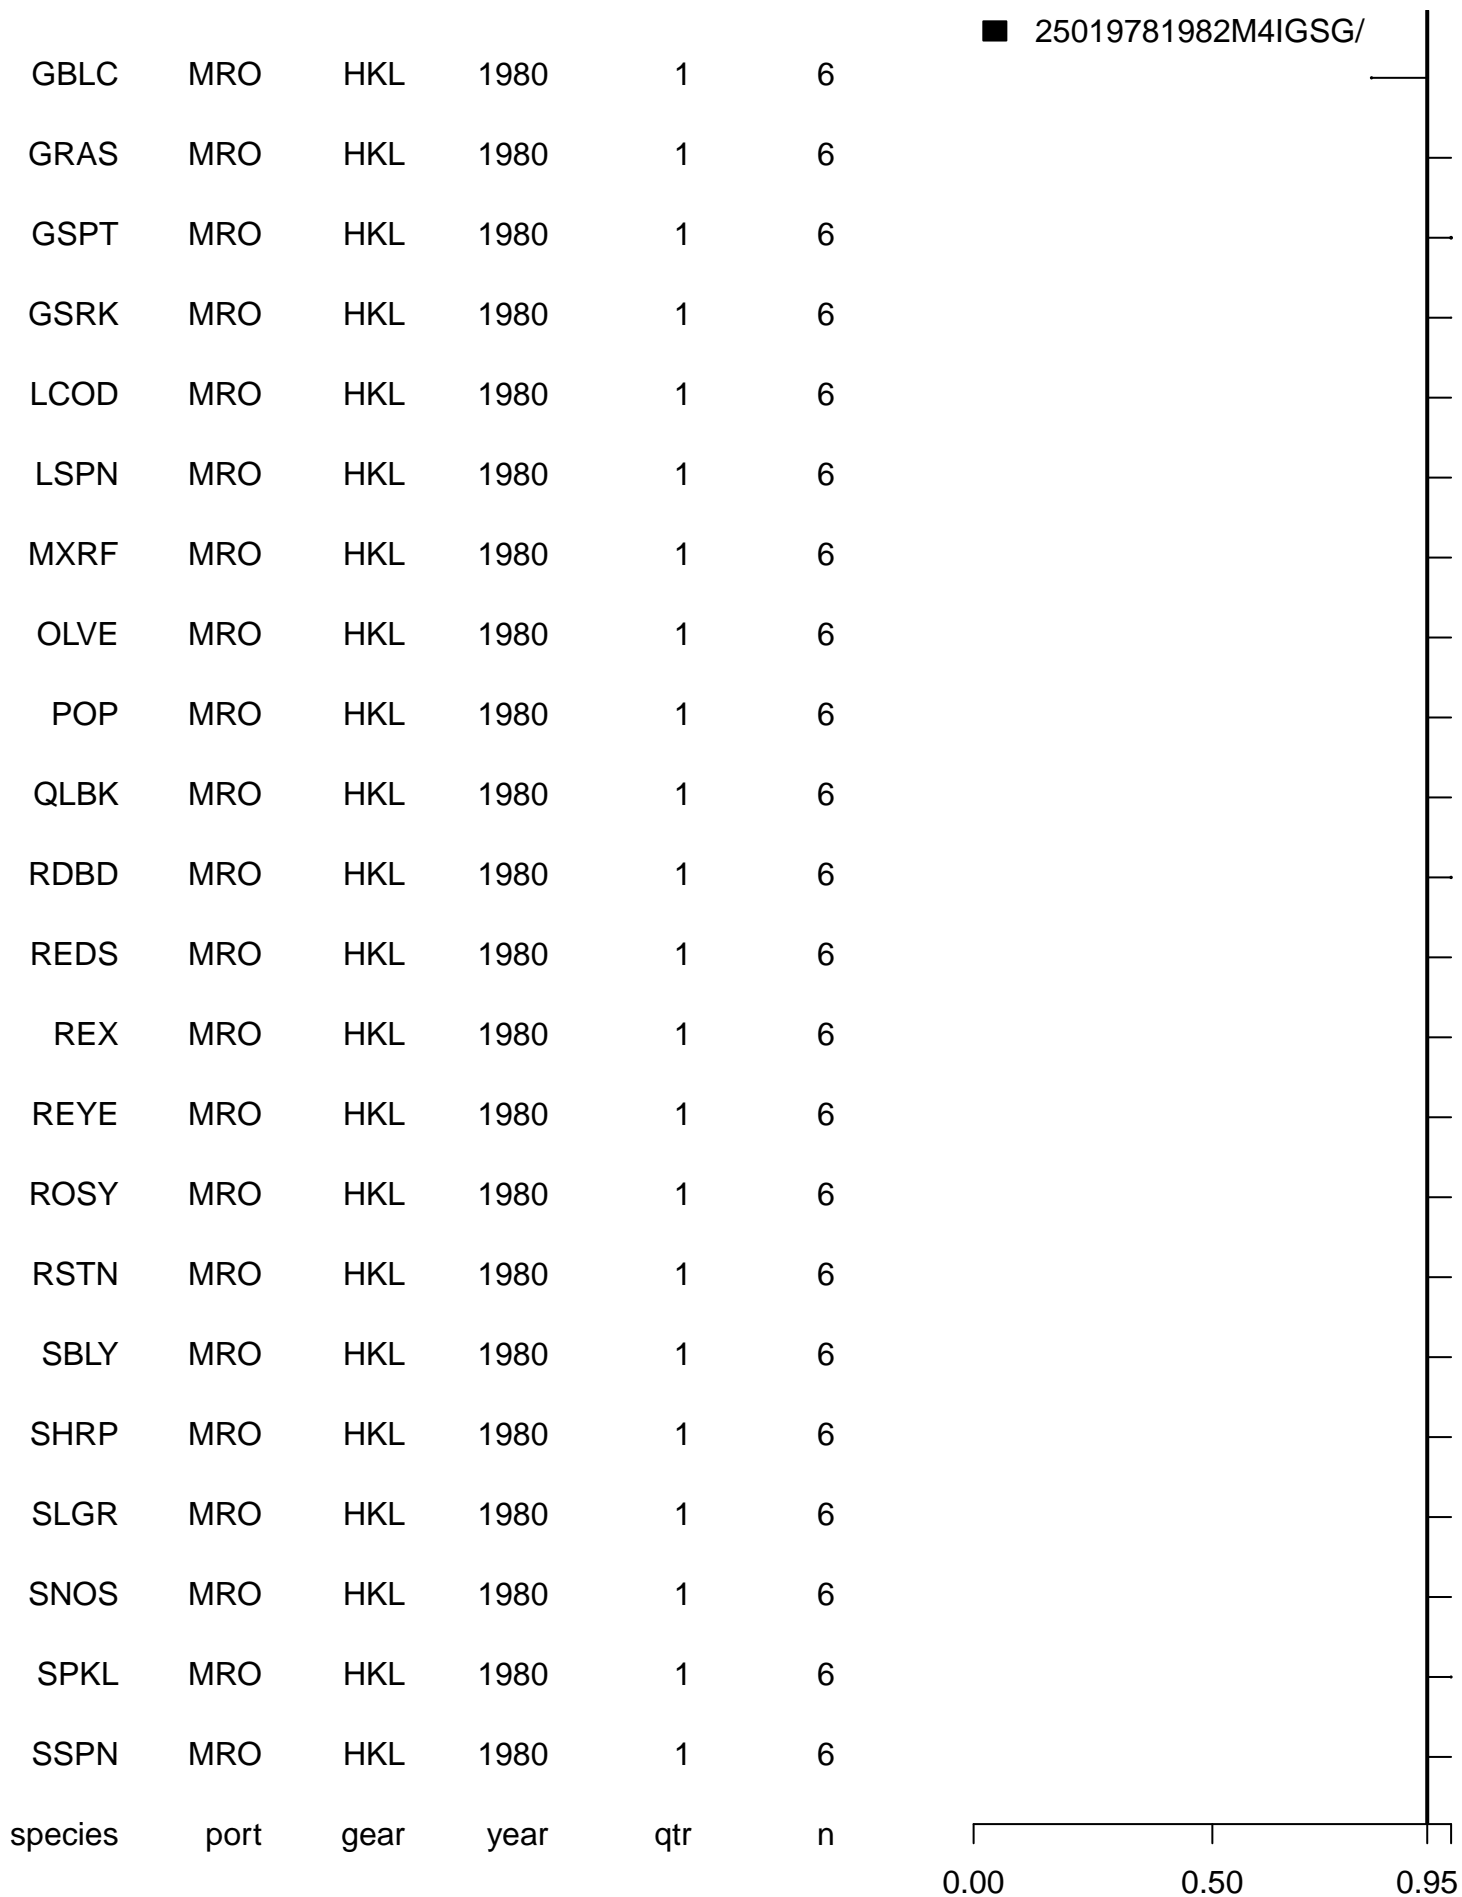 25019781982M4IGSG/
GBLC MRO HKL 1980 1 6
GRAS MRO HKL 1980 1 6
GSPT MRO HKL 1980 1 6
GSRK MRO HKL 1980 1 6
LCOD MRO HKL 1980 1 6
LSPN MRO HKL 1980 1 6
MXRF MRO HKL 1980 1 6
OLVE MRO HKL 1980 1 6
POP MRO HKL 1980 1 6
QLBK MRO HKL 1980 1 6
RDBD MRO HKL 1980 1 6
REDS MRO HKL 1980 1 6
REX MRO HKL 1980 1 6
REYE MRO HKL 1980 1 6
ROSY MRO HKL 1980 1 6
RSTN MRO HKL 1980 1 6
SBLY MRO HKL 1980 1 6
SHRP MRO HKL 1980 1 6
SLGR MRO HKL 1980 1 6
SNOS MRO HKL 1980 1 6
SPKL MRO HKL 1980 1 6
SSPN MRO HKL 1980 1 6
species port gear year qtr n
0.00 0.50 0.95